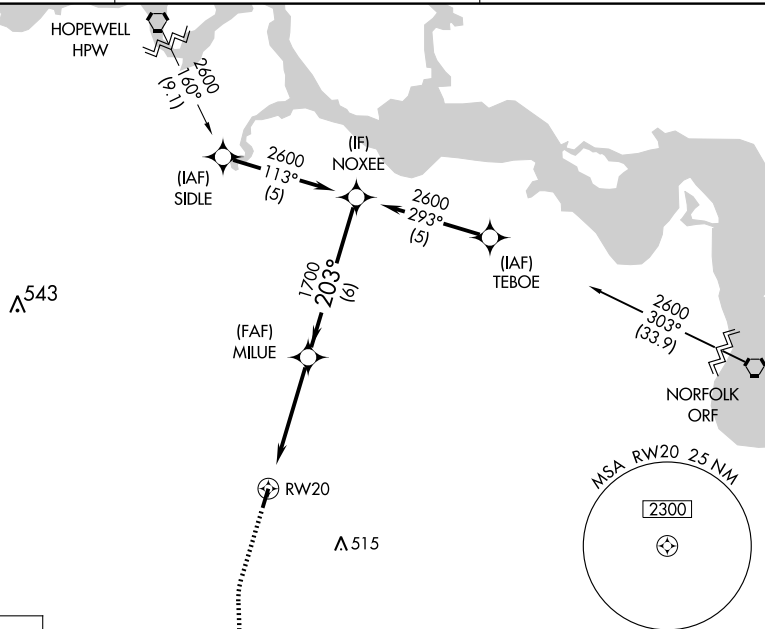 HOPEWELL
HPW
2600
160°
(9.1)
(IAF)
SIDLE
2600
113°
(5)
(IF)
NOXEE
2600
293°
(5)
(IAF)
TEBOE
543
1700
203°
(6)
(FAF)
MILUE
2600
303°
(33.9)
NORFOLK
ORF
RW20
515
MSA RW20 25 NM
2300